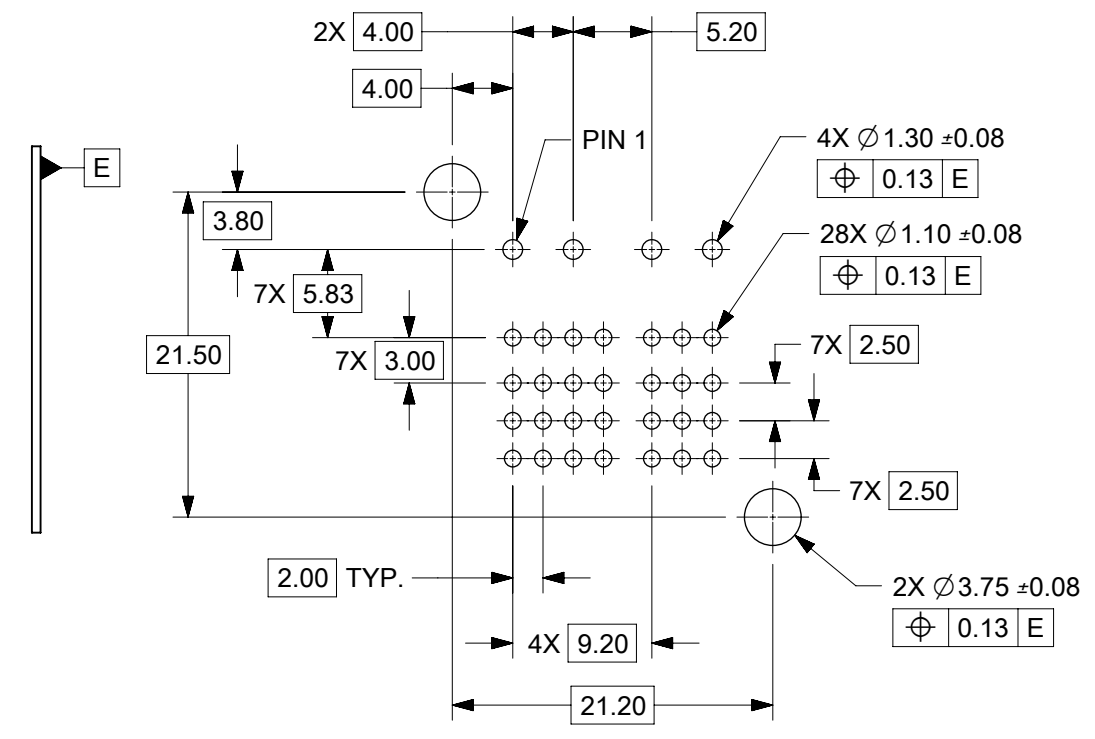 2X 4.00
5.20
4.00
PIN 1
4X ⌀1.30 ±0.08
⌖ 0.13 E
E
3.80
28X ⌀1.10 ±0.08
⌖ 0.13 E
7X 5.83
21.50
7X 3.00
7X 2.50
7X 2.50
2.00 TYP.
2X ⌀3.75 ±0.08
⌖ 0.13 E
4X 9.20
21.20